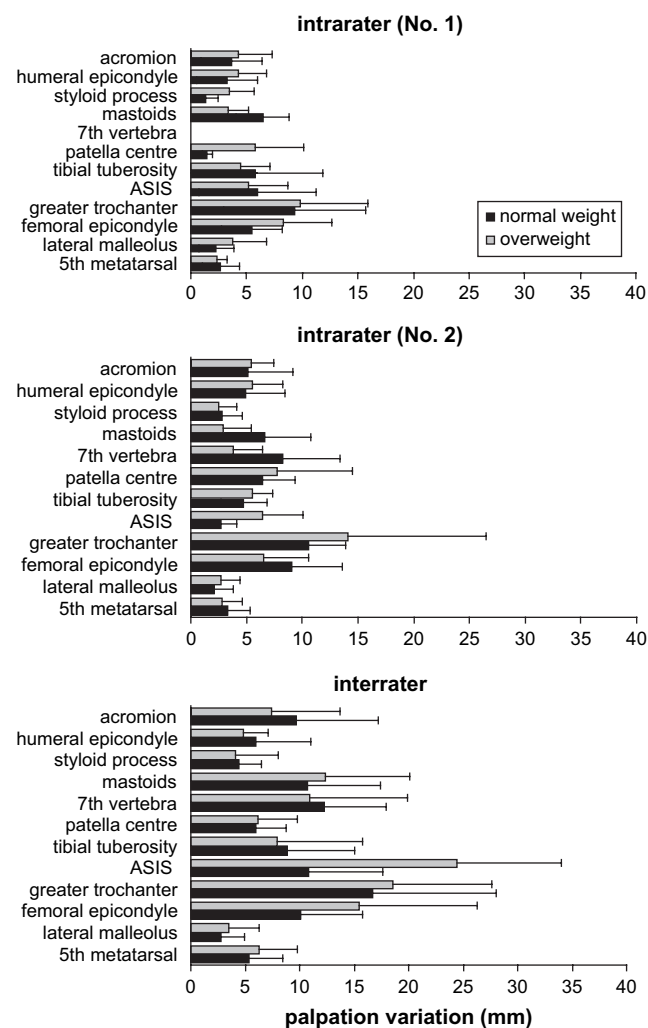 intrarater (No. 1)
acromion
humeral epicondyle
styloid process
mastoids
7th vertebra
patella centre
tibial tuberosity
ASIS
greater trochanter
femoral epicondyle
lateral malleolus
5th metatarsal
normal weight
overweight
0 5 10 15 20 25 30 35 40
intrarater (No. 2)
acromion
humeral epicondyle
styloid process
mastoids
7th vertebra
patella centre
tibial tuberosity
ASIS
greater trochanter
femoral epicondyle
lateral malleolus
5th metatarsal
0 5 10 15 20 25 30 35 40
interrater
acromion
humeral epicondyle
styloid process
mastoids
7th vertebra
patella centre
tibial tuberosity
ASIS
greater trochanter
femoral epicondyle
lateral malleolus
5th metatarsal
0 5 10 15 20 25 30 35 40
palpation variation (mm)